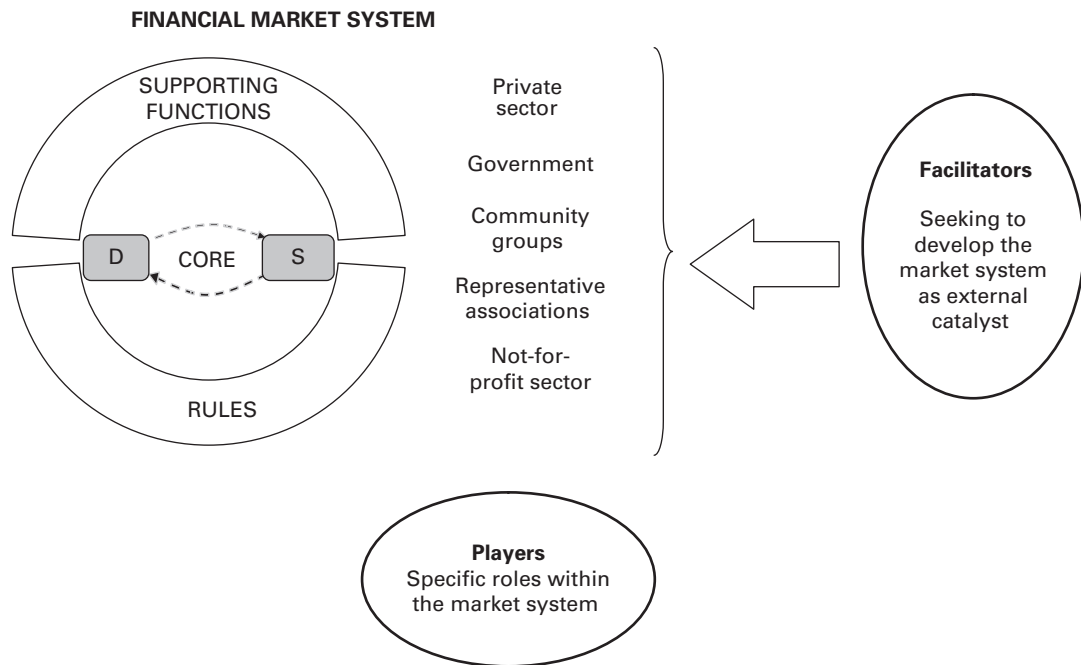 FINANCIAL MARKET SYSTEM
SUPPORTING
FUNCTIONS
D
CORE
S
RULES
Private
sector
Government
Community
groups
Representative
associations
Not-for-
profit sector
Facilitators
Seeking to
develop the
market system
as external
catalyst
Players
Specific roles within
the market system